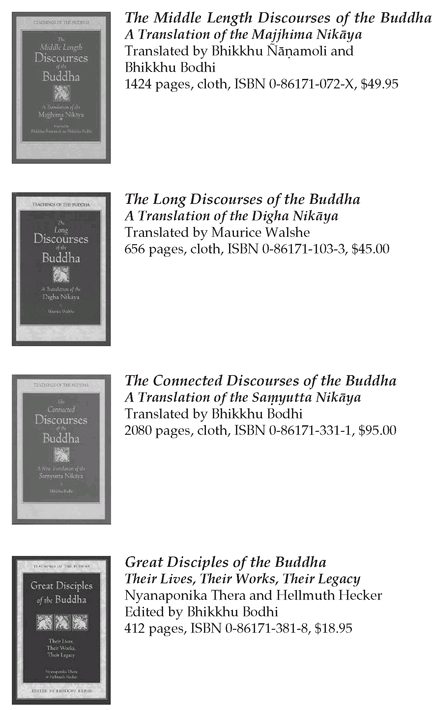 TEACHINGS OF THE BUDDHA
The
Middle Length
Discourses
of the
Buddha
A Translation of the
Majjhima Nikāya
The Middle Length Discourses of the Buddha
A Translation of the Majjhima Nikāya
Translated by Bhikkhu Ñāṇamoli and
Bhikkhu Bodhi
1424 pages, cloth, ISBN 0-86171-072-X, $49.95
TEACHINGS OF THE BUDDHA
The
Long
Discourses
of the
Buddha
A Translation of the
Digha Nikāya
Maurice Walshe
The Long Discourses of the Buddha
A Translation of the Digha Nikāya
Translated by Maurice Walshe
656 pages, cloth, ISBN 0-86171-103-3, $45.00
TEACHINGS OF THE BUDDHA
The
Connected
Discourses
of the
Buddha
A New Translation of the
Saṃyutta Nikāya
Bhikkhu Bodhi
The Connected Discourses of the Buddha
A Translation of the Saṃyutta Nikāya
Translated by Bhikkhu Bodhi
2080 pages, cloth, ISBN 0-86171-331-1, $95.00
TEACHINGS OF THE BUDDHA
Great Disciples
of the Buddha
Their Lives,
Their Works,
Their Legacy
Nyanaponika Thera
& Hellmuth Hecker
EDITED BY BHIKKHU BODHI
Great Disciples of the Buddha
Their Lives, Their Works, Their Legacy
Nyanaponika Thera and Hellmuth Hecker
Edited by Bhikkhu Bodhi
412 pages, ISBN 0-86171-381-8, $18.95